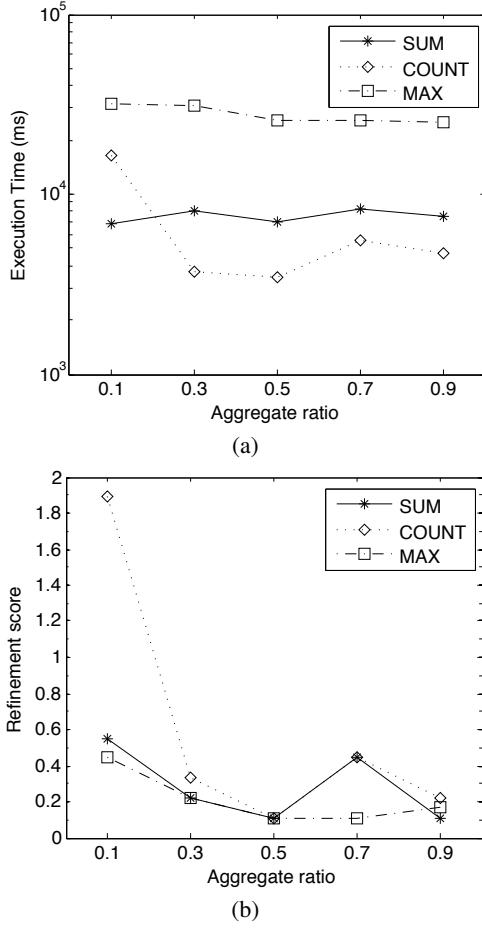 10^5
SUM
COUNT
MAX
Execution Time (ms)
10^4
10^3
0.1 0.3 0.5 0.7 0.9
Aggregate ratio
(a)
2
SUM
1.8
COUNT
1.6
MAX
1.4
1.2
Refinement score
1
0.8
0.6
0.4
0.2
0
0.1 0.3 0.5 0.7 0.9
Aggregate ratio
(b)